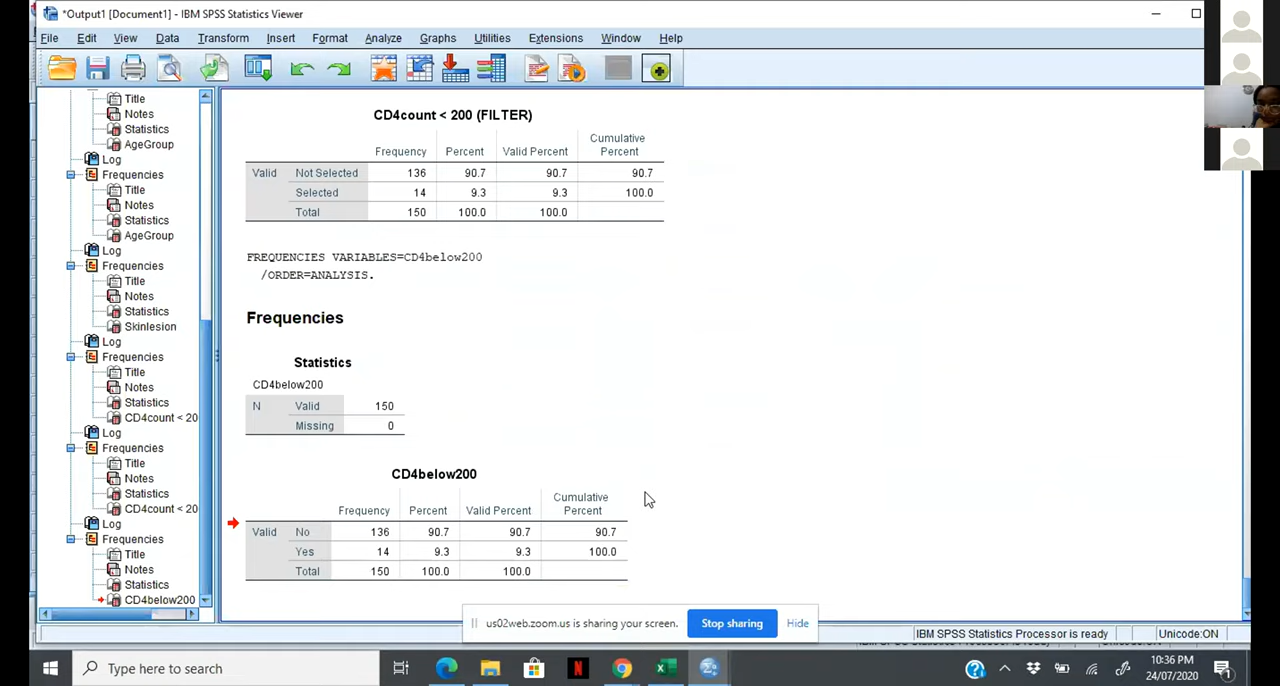 *Output1 [Document1] - IBM SPSS Statistics Viewer
File Edit View Data Transform Insert Format Analyze Graphs Utilities Extensions Window Help
Title
Notes
Statistics
AgeGroup
Log
Frequencies
Title
Notes
Statistics
AgeGroup
Log
Frequencies
Title
Notes
Statistics
Skinlesion
Log
Frequencies
Title
Notes
Statistics
CD4count < 20
Log
Frequencies
Title
Notes
Statistics
CD4count < 20
Log
Frequencies
Title
Notes
Statistics
CD4below200
CD4count < 200 (FILTER)
Cumulative
Frequency Percent Valid Percent Percent
Valid Not Selected 136 90.7 90.7 90.7
Selected 14 9.3 9.3 100.0
Total 150 100.0 100.0
FREQUENCIES VARIABLES=CD4below200
/ORDER=ANALYSIS.
Frequencies
Statistics
CD4below200
N Valid 150
Missing 0
CD4below200
Cumulative
Frequency Percent Valid Percent Percent
Valid No 136 90.7 90.7 90.7
Yes 14 9.3 9.3 100.0
Total 150 100.0 100.0
us02web.zoom.us is sharing your screen. Stop sharing Hide
IBM SPSS Statistics Processor is ready Unicode:ON
Type here to search
10:36 PM
24/07/2020